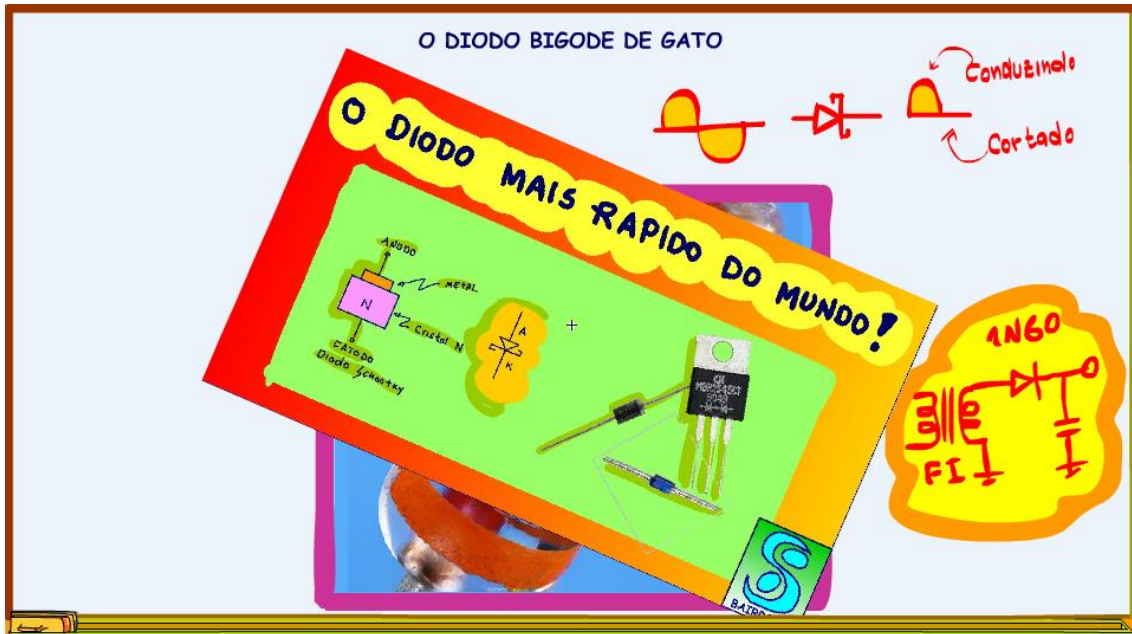 O DIODO BIGODE DE GATO
Conduzindo
Cortado
O DIODO MAIS RAPIDO DO MUNDO!
ANODO
METAL
N
Cristal N
CATODO
Diodo Schottky
A
K
1N60
FI